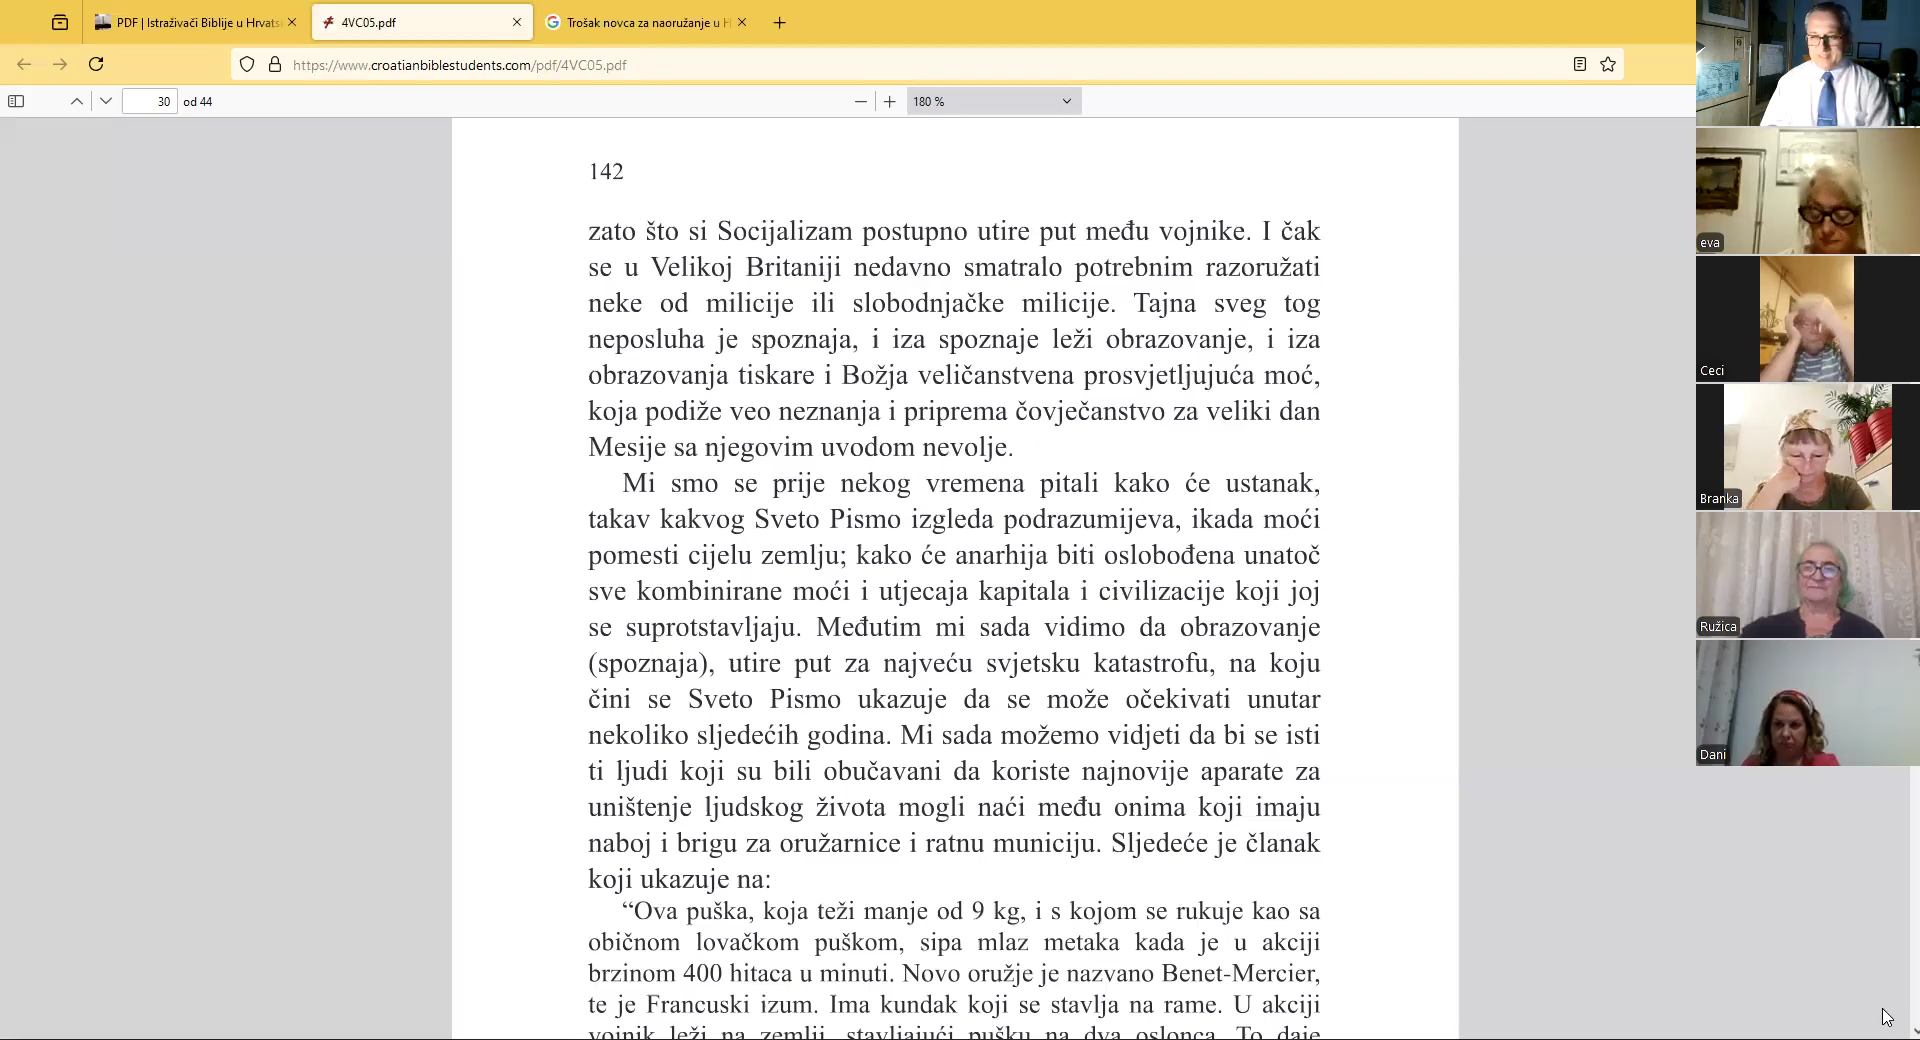 PDF | Istraživači Biblije u Hrvats
4VC05.pdf
Trošak novca za naoružanje u H
https://www.croatianbiblestudents.com/pdf/4VC05.pdf
30 od 44
180 %
142
zato što si Socijalizam postupno utire put među vojnike. I čak
se u Velikoj Britaniji nedavno smatralo potrebnim razoružati
neke od milicije ili slobodnjačke milicije. Tajna sveg tog
neposluha je spoznaja, i iza spoznaje leži obrazovanje, i iza
obrazovanja tiskare i Božja veličanstvena prosvjetljujuća moć,
koja podiže veo neznanja i priprema čovječanstvo za veliki dan
Mesije sa njegovim uvodom nevolje.
Mi smo se prije nekog vremena pitali kako će ustanak,
takav kakvog Sveto Pismo izgleda podrazumijeva, ikada moći
pomesti cijelu zemlju; kako će anarhija biti oslobođena unatoč
sve kombinirane moći i utjecaja kapitala i civilizacije koji joj
se suprotstavljaju. Međutim mi sada vidimo da obrazovanje
(spoznaja), utire put za najveću svjetsku katastrofu, na koju
čini se Sveto Pismo ukazuje da se može očekivati unutar
nekoliko sljedećih godina. Mi sada možemo vidjeti da bi se isti
ti ljudi koji su bili obučavani da koriste najnovije aparate za
uništenje ljudskog života mogli naći među onima koji imaju
naboj i brigu za oružarnice i ratnu municiju. Sljedeće je članak
koji ukazuje na:
“Ova puška, koja teži manje od 9 kg, i s kojom se rukuje kao sa
običnom lovačkom puškom, sipa mlaz metaka kada je u akciji
brzinom 400 hitaca u minuti. Novo oružje je nazvano Benet-Mercier,
te je Francuski izum. Ima kundak koji se stavlja na rame. U akciji
vojnik leži na zemlji, stavljajući pušku na dva oslonca. To daje
eva
Ceci
Branka
Ružica
Dani